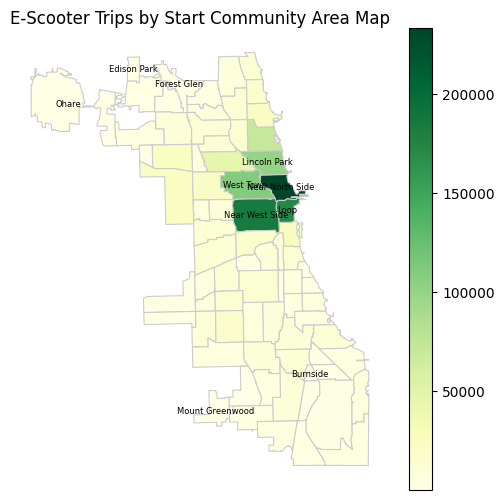 E-Scooter Trips by Start Community Area Map
Edison Park
Forest Glen
Ohare
Lincoln Park
West Town
Near North Side
Loop
Near West Side
Burnside
Mount Greenwood
200000
150000
100000
50000